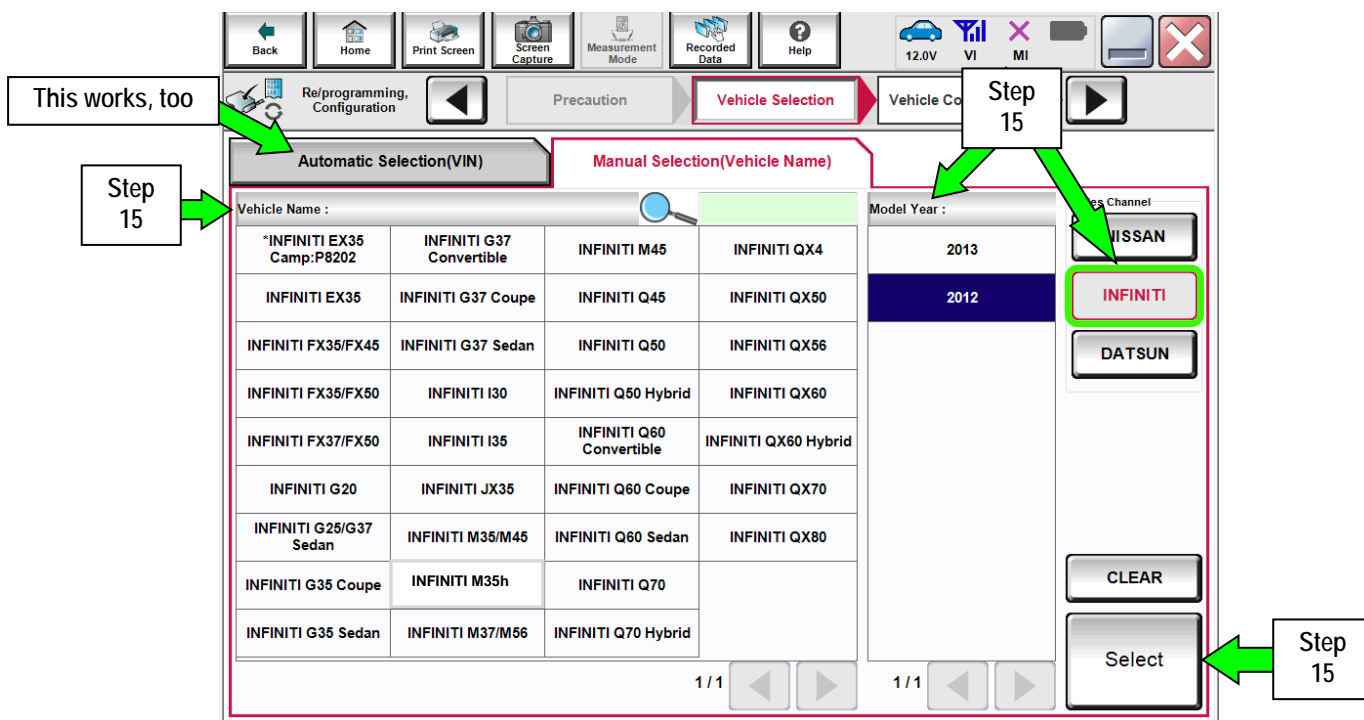 Back
Home
Print Screen
Screen
Capture
Measurement
Mode
Recorded
Data
Help
12.0V
VI
MI
This works, too
Re/programming,
Configuration
Precaution
Vehicle Selection
Vehicle Co
Step
15
Automatic Selection(VIN)
Manual Selection(Vehicle Name)
Step
15
Vehicle Name :
Model Year :
Channel
*INFINITI EX35
Camp:P8202
INFINITI G37
Convertible
INFINITI M45
INFINITI QX4
2013
NISSAN
INFINITI EX35
INFINITI G37 Coupe
INFINITI Q45
INFINITI QX50
2012
INFINITI
INFINITI FX35/FX45
INFINITI G37 Sedan
INFINITI Q50
INFINITI QX56
DATSUN
INFINITI FX35/FX50
INFINITI I30
INFINITI Q50 Hybrid
INFINITI QX60
INFINITI FX37/FX50
INFINITI I35
INFINITI Q60
Convertible
INFINITI QX60 Hybrid
INFINITI G20
INFINITI JX35
INFINITI Q60 Coupe
INFINITI QX70
INFINITI G25/G37
Sedan
INFINITI M35/M45
INFINITI Q60 Sedan
INFINITI QX80
INFINITI G35 Coupe
INFINITI M35h
INFINITI Q70
CLEAR
INFINITI G35 Sedan
INFINITI M37/M56
INFINITI Q70 Hybrid
Select
Step
15
1/1
1/1